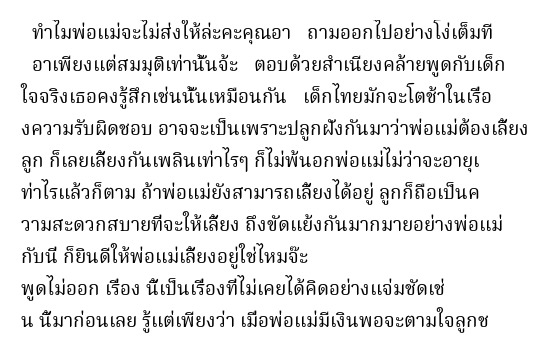 ทำไมพ่อแม่จะไม่ส่งให้ล่ะคะคุณอา ถามออกไปอย่างโง่เต็มที
อาเพียงแต่สมมุติเท่านั้นจ้ะ ตอบด้วยสำเนียงคล้ายพูดกับเด็ก
ใจจริงเธอคงรู้สึกเช่นนั้นเหมือนกัน เด็กไทยมักจะโตช้าในเรื่อ
งความรับผิดชอบ อาจจะเป็นเพราะปลูกฝังกันมาว่าพ่อแม่ต้องเลี้ยง
ลูก ก็เลยเลี้ยงกันเพลินเท่าไรๆ ก็ไม่พ้นอกพ่อแม่ไม่ว่าจะอายุเ
ท่าไรแล้วก็ตาม ถ้าพ่อแม่ยังสามารถเลี้ยงได้อยู่ ลูกก็ถือเป็นค
วามสะดวกสบายที่จะให้เลี้ยง ถึงขัดแย้งกันมากมายอย่างพ่อแม่
กับนี ก็ยินดีให้พ่อแม่เลี้ยงอยู่ใช่ไหมจ๊ะ
พูดไม่ออก เรื่อง นี้เป็นเรื่องที่ไม่เคยได้คิดอย่างแจ่มชัดเช่
น นี้มาก่อนเลย รู้แต่เพียงว่า เมื่อพ่อแม่มีเงินพอจะตามใจลูกช